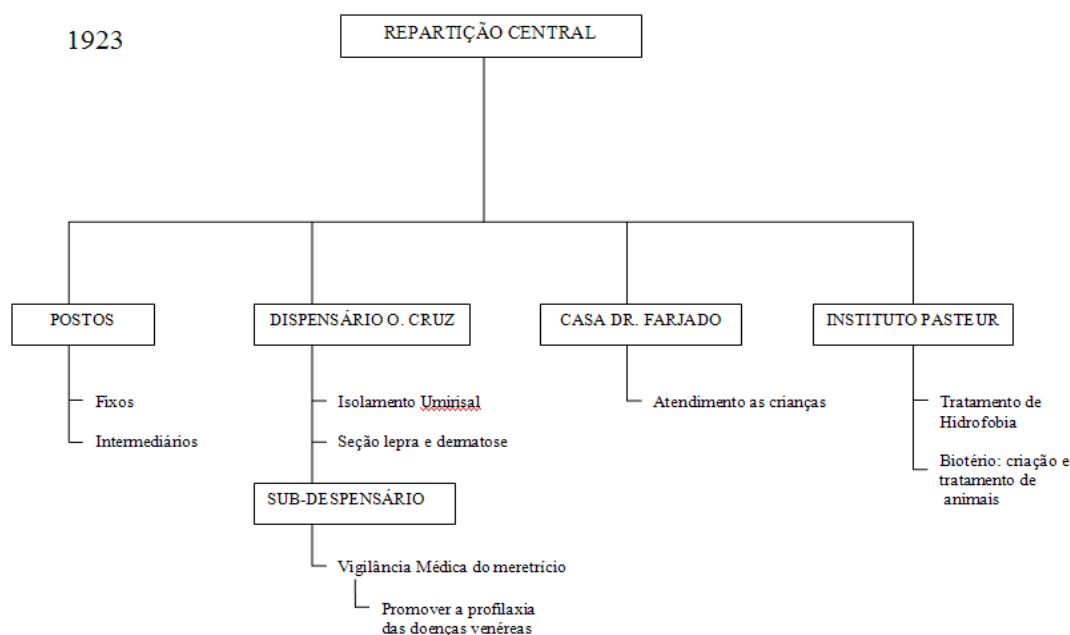 1923
REPARTIÇÃO CENTRAL
POSTOS
Fixos
Intermediários
DISPENSÁRIO O. CRUZ
Isolamento Umirisal
Seção lepra e dermatose
SUB-DESPENSÁRIO
Vigilância Médica do meretrício
Promover a profilaxia
das doenças venéreas
CASA DR. FARJADO
Atendimento as crianças
INSTITUTO PASTEUR
Tratamento de
Hidrofobia
Biotério: criação e
tratamento de
animais